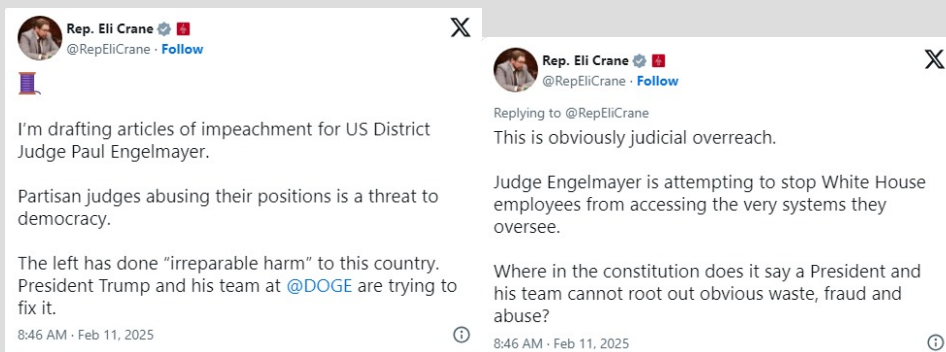 Rep. Eli Crane
@RepEliCrane · Follow
I'm drafting articles of impeachment for US District
Judge Paul Engelmayer.
Partisan judges abusing their positions is a threat to
democracy.
The left has done "irreparable harm" to this country.
President Trump and his team at @DOGE are trying to
fix it.
8:46 AM · Feb 11, 2025
Rep. Eli Crane
@RepEliCrane · Follow
Replying to @RepEliCrane
This is obviously judicial overreach.
Judge Engelmayer is attempting to stop White House
employees from accessing the very systems they
oversee.
Where in the constitution does it say a President and
his team cannot root out obvious waste, fraud and
abuse?
8:46 AM · Feb 11, 2025